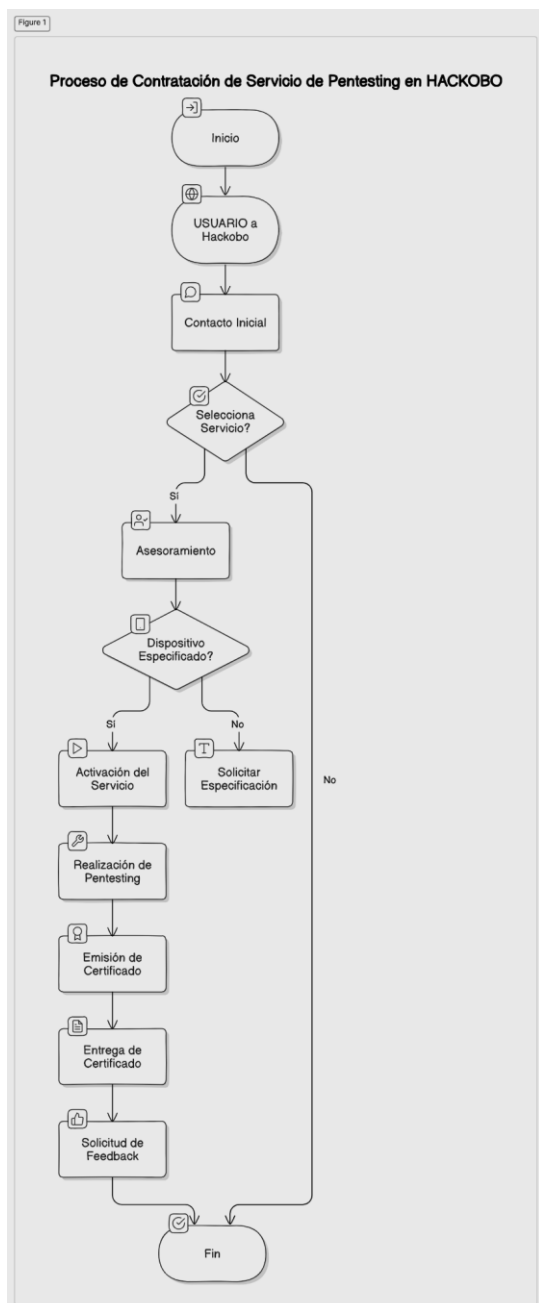 Figure 1
Proceso de Contratación de Servicio de Pentesting en HACKOBO
Inicio
USUARIO a
Hackobo
Contacto Inicial
Selecciona
Servicio?
Sí
Asesoramiento
Dispositivo
Especificado?
Sí
No
Activación del
Servicio
T
Solicitar
Especificación
No
Realización de
Pentesting
Emisión de
Certificado
Entrega de
Certificado
Solicitud de
Feedback
Fin